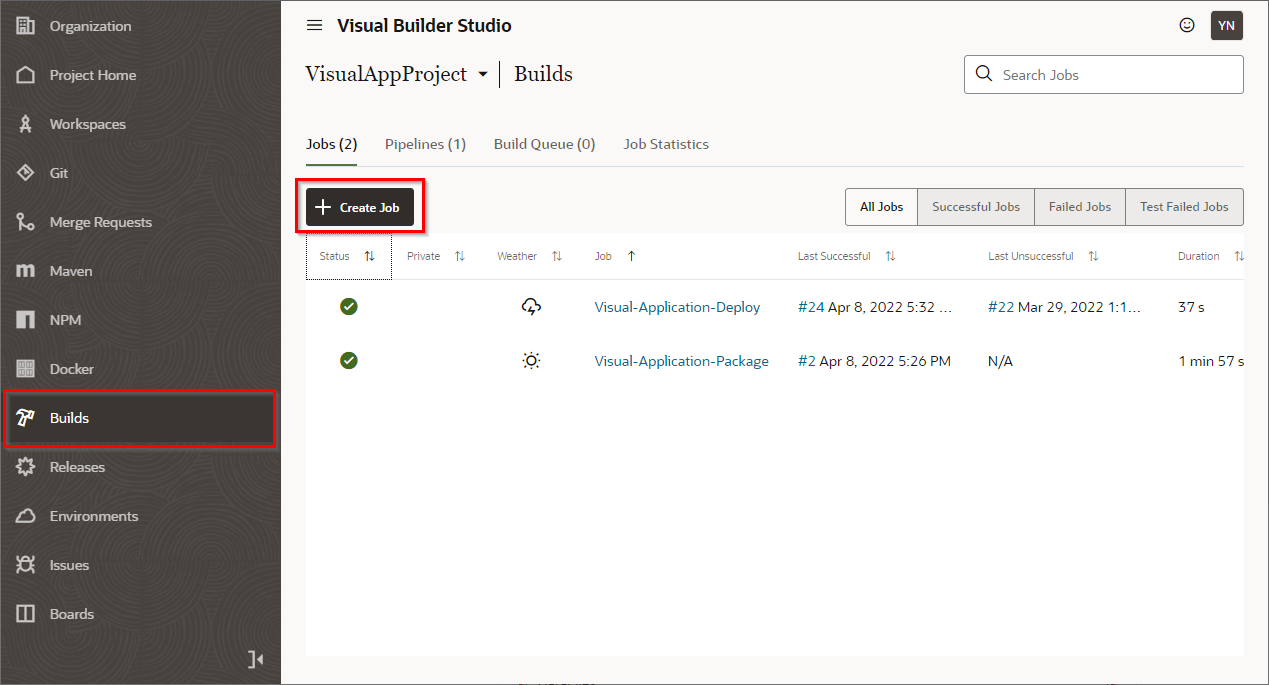 Organization
Project Home
Workspaces
Git
Merge Requests
Maven
NPM
Docker
Builds
Releases
Environments
Issues
Boards
Visual Builder Studio
YN
VisualAppProject Builds
Search Jobs
Jobs (2) Pipelines (1) Build Queue (0) Job Statistics
Create Job
All Jobs Successful Jobs Failed Jobs Test Failed Jobs
Status Private Weather Job Last Successful Last Unsuccessful Duration
Visual-Application-Deploy #24 Apr 8, 2022 5:32 ... #22 Mar 29, 2022 1:1... 37 s
Visual-Application-Package #2 Apr 8, 2022 5:26 PM N/A 1 min 57 s